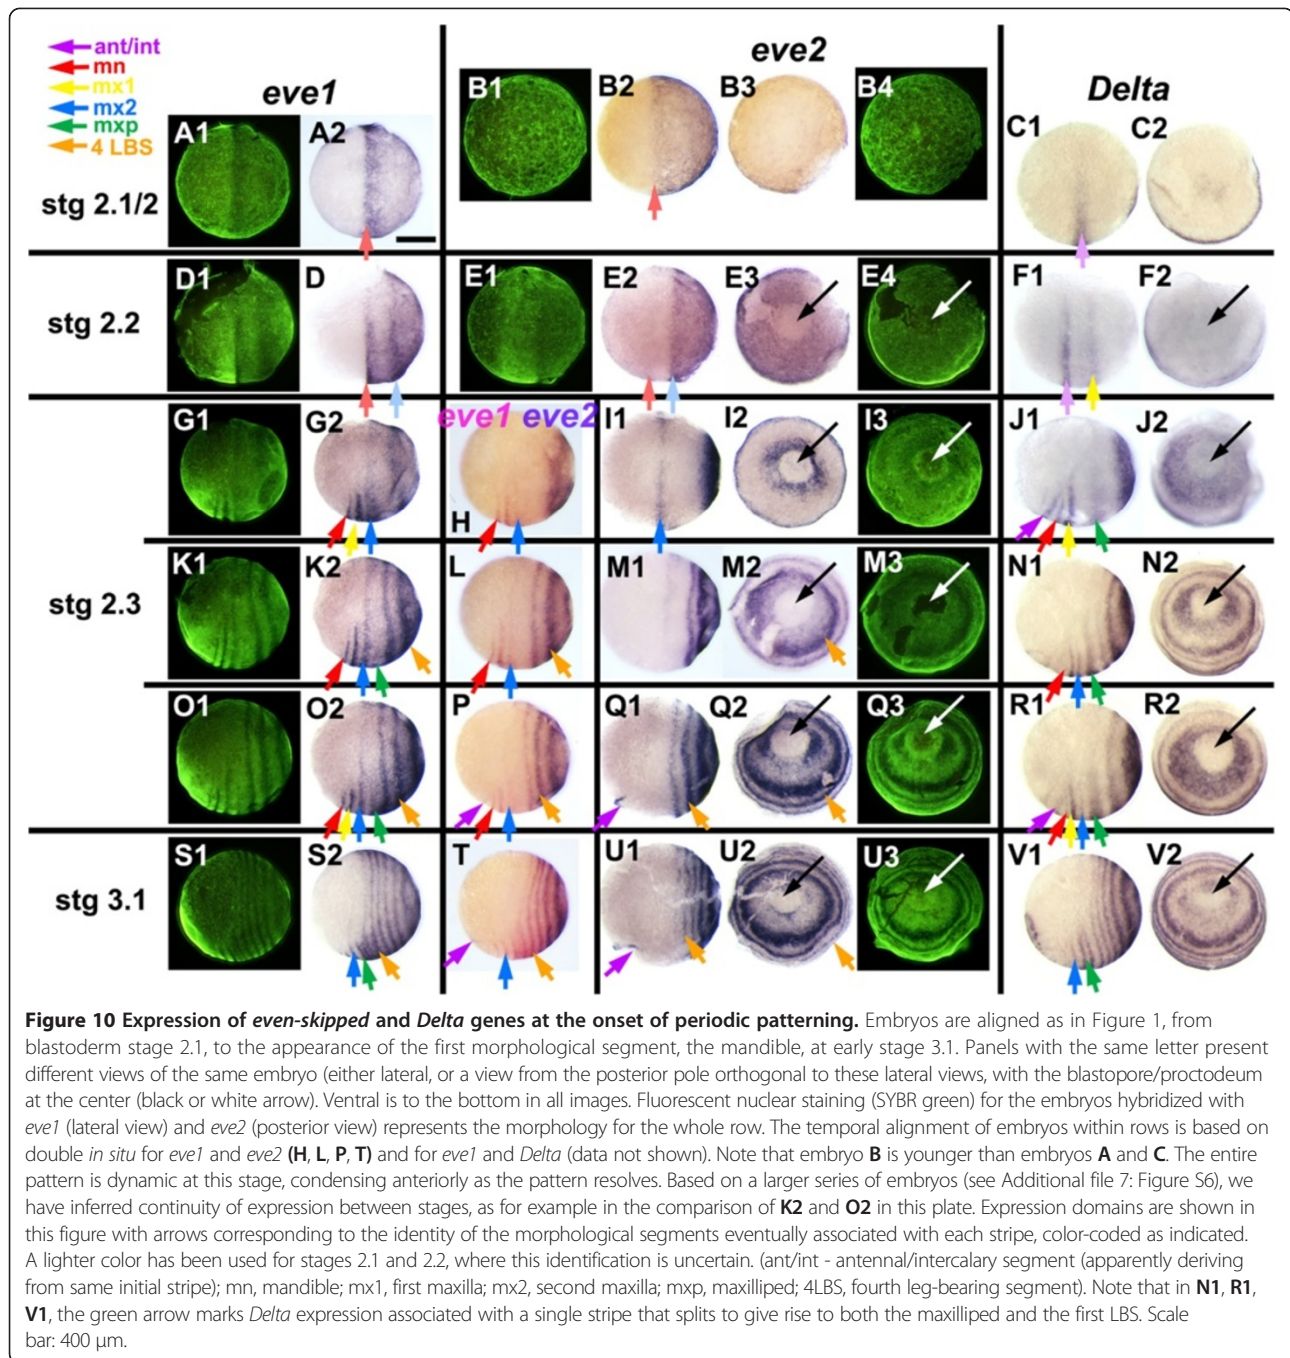 ant/int
mn
mx1
mx2
mxp
4 LBS
eve1
eve2
Delta
A1 A2 B1 B2 B3 B4 C1 C2
stg 2.1/2
D1 D E1 E2 E3 E4 F1 F2
stg 2.2
eve1 eve2
G1 G2 H I1 I2 I3 J1 J2
K1 K2 L M1 M2 M3 N1 N2
stg 2.3
O1 O2 P Q1 Q2 Q3 R1 R2
S1 S2 T U1 U2 U3 V1 V2
stg 3.1
Figure 10 Expression of even-skipped and Delta genes at the onset of periodic patterning. Embryos are aligned as in Figure 1, from
blastoderm stage 2.1, to the appearance of the first morphological segment, the mandible, at early stage 3.1. Panels with the same letter present
different views of the same embryo (either lateral, or a view from the posterior pole orthogonal to these lateral views, with the blastopore/proctodeum
at the center (black or white arrow). Ventral is to the bottom in all images. Fluorescent nuclear staining (SYBR green) for the embryos hybridized with
eve1 (lateral view) and eve2 (posterior view) represents the morphology for the whole row. The temporal alignment of embryos within rows is based on
double in situ for eve1 and eve2 (H, L, P, T) and for eve1 and Delta (data not shown). Note that embryo B is younger than embryos A and C. The entire
pattern is dynamic at this stage, condensing anteriorly as the pattern resolves. Based on a larger series of embryos (see Additional file 7: Figure S6), we
have inferred continuity of expression between stages, as for example in the comparison of K2 and O2 in this plate. Expression domains are shown in
this figure with arrows corresponding to the identity of the morphological segments eventually associated with each stripe, color-coded as indicated.
A lighter color has been used for stages 2.1 and 2.2, where this identification is uncertain. (ant/int - antennal/intercalary segment (apparently deriving
from same initial stripe); mn, mandible; mx1, first maxilla; mx2, second maxilla; mxp, maxilliped; 4LBS, fourth leg-bearing segment). Note that in N1, R1,
V1, the green arrow marks Delta expression associated with a single stripe that splits to give rise to both the maxilliped and the first LBS. Scale
bar: 400 μm.